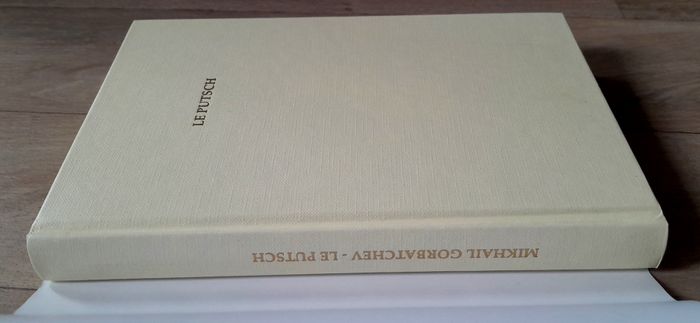 LE PUTSCH
MIKHAIL GORBATCHEV - LE PUTSCH